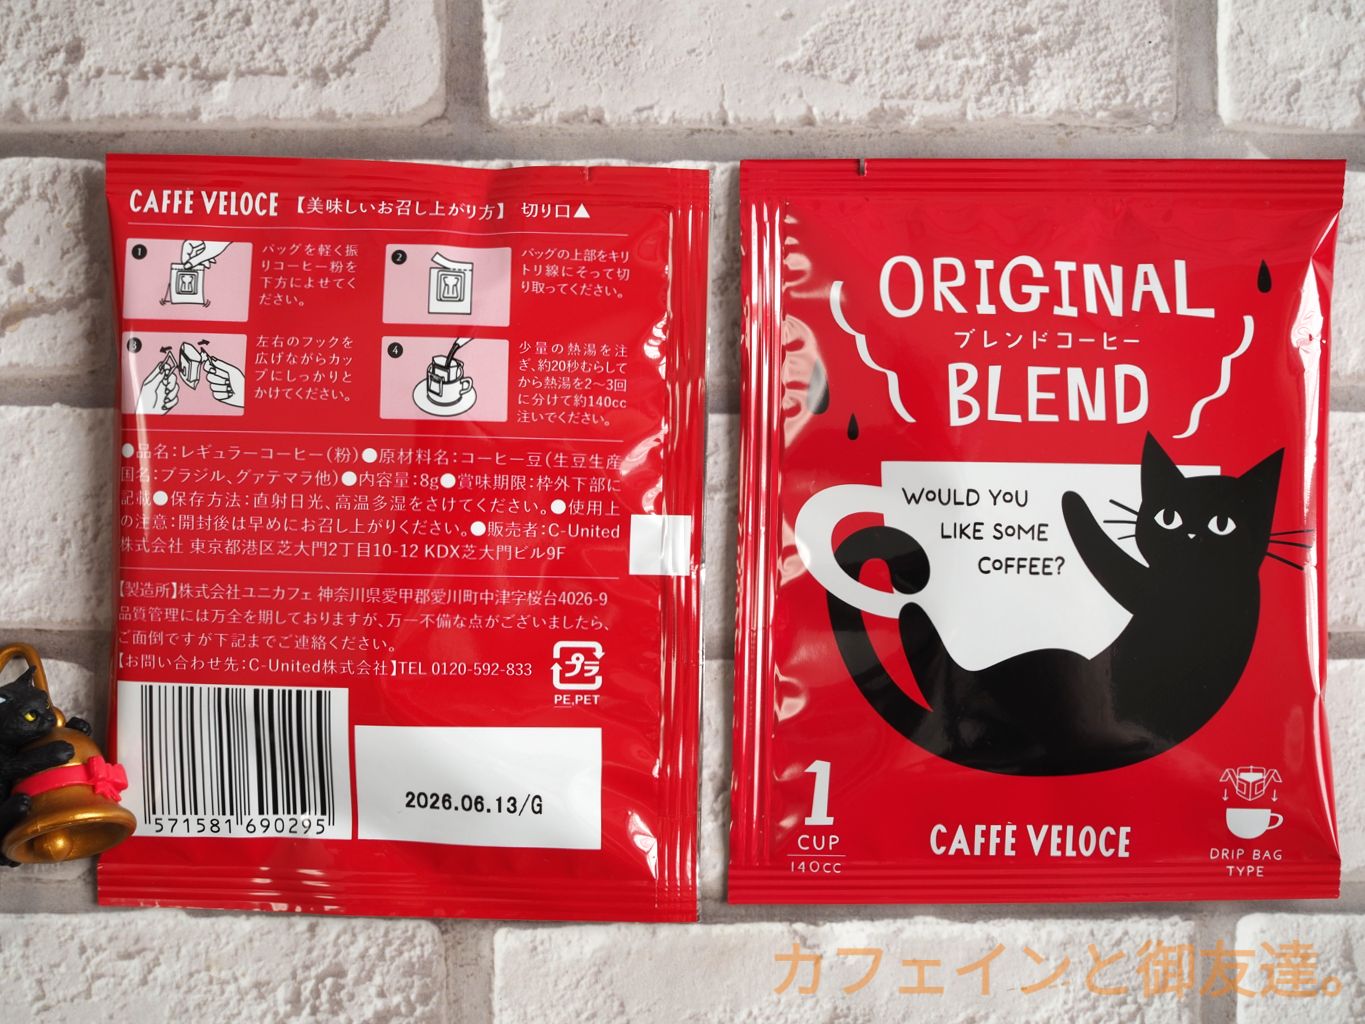 CAFFÈ VELOCE 【美味しいお召し上がり方】 切り口▲
1
バッグを軽く振
りコーヒー粉を
下方によせてく
ださい。
2
バッグの上部をキリ
トリ線にそって切
り取ってください。
3
左右のフックを
広げながらカッ
プにしっかりと
かけてください。
4
少量の熱湯を注
ぎ、約20秒むらして
から熱湯を2〜3回
に分けて約140cc
注いでください。
●品名:レギュラーコーヒー(粉)●原材料名:コーヒー豆(生豆生産
国名:ブラジル、グァテマラ他)●内容量:8g●賞味期限:枠外下部に
記載●保存方法:直射日光、高温多湿をさけてください。●使用上
の注意:開封後は早めにお召し上がりください。●販売者:C-United
株式会社 東京都港区芝大門2丁目10-12 KDX芝大門ビル9F
【製造所】株式会社ユニカフェ 神奈川県愛甲郡愛川町中津字桜台4026-9
品質管理には万全を期しておりますが、万一不備な点がございましたら、
ご面倒ですが下記までご連絡ください。
【お問い合わせ先:C-United株式会社】TEL 0120-592-833
プラ
PE,PET
571581 690295
2026.06.13/G
ORIGINAL
ブレンドコーヒー
BLEND
WOULD YOU
LIKE SOME
COFFEE?
1
CUP
140cc
CAFFÈ VELOCE
DRIP BAG
TYPE
カフェインと御友達。